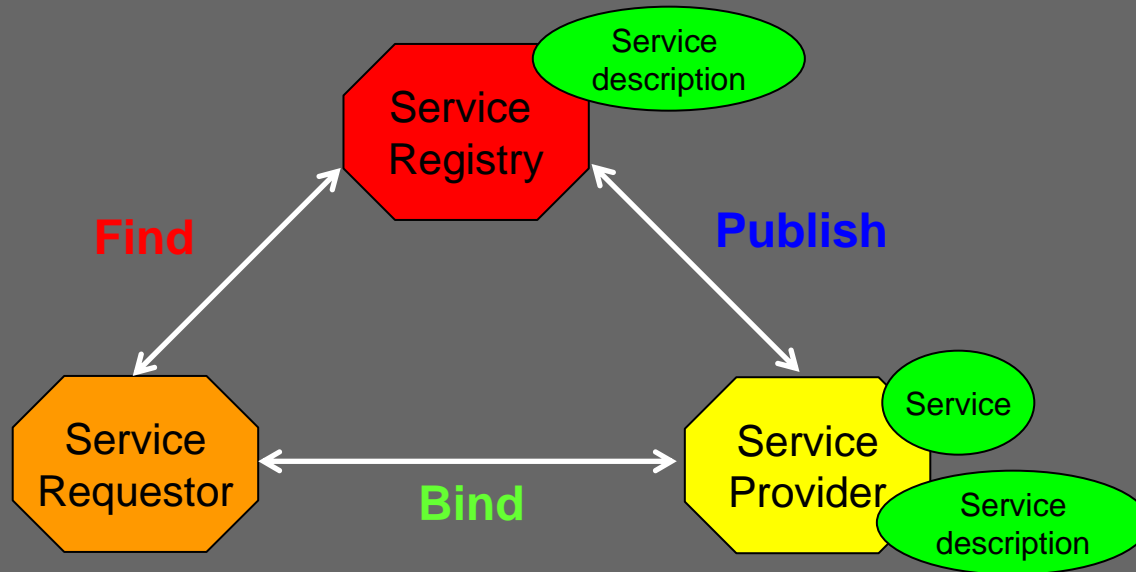 Service
description
Service
Registry
Find
Publish
Service
Requestor
Bind
Service
Provider
Service
Service
description